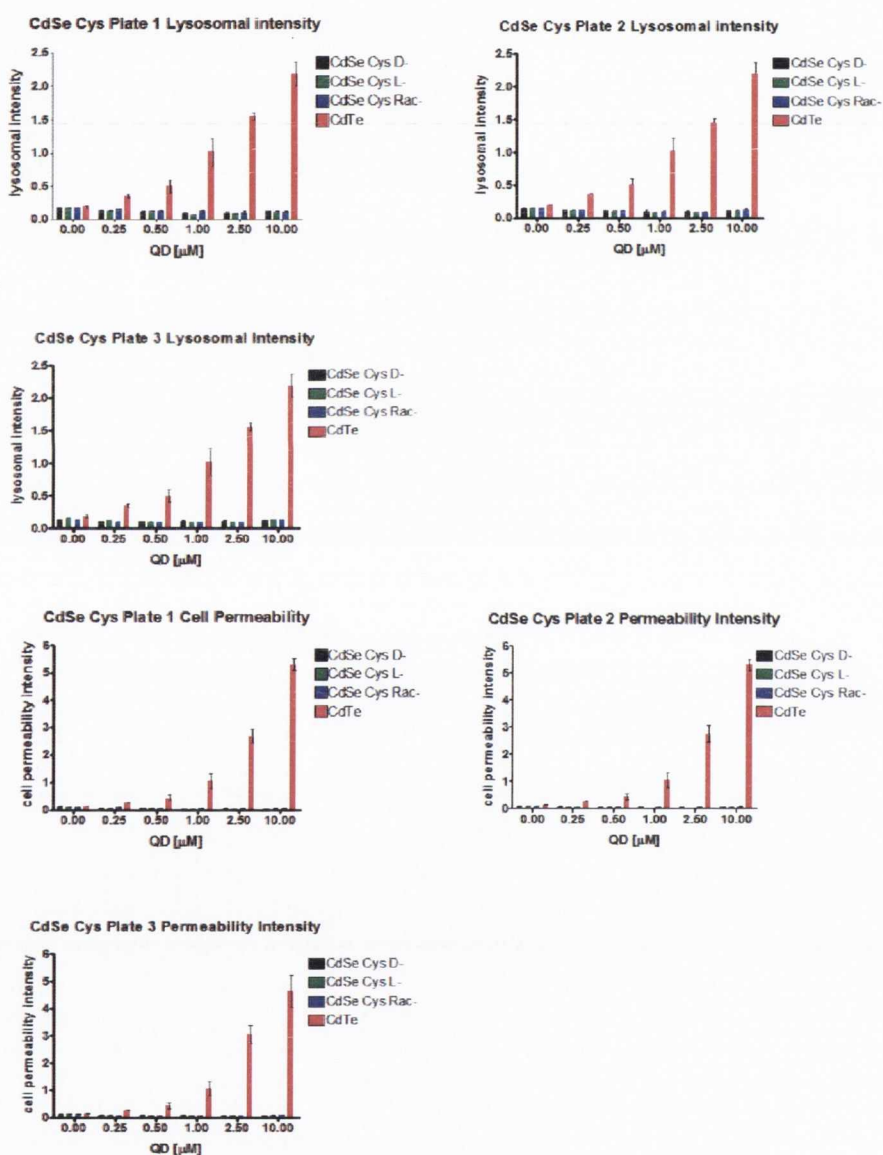 CdSe Cys Plate 1 Lysosomal intensity
lysosomal intensity
2.5
2.0
1.5
1.0
0.5
0.0
0.00 0.25 0.50 1.00 2.50 10.00
QD [µM]
CdSe Cys D-
CdSe Cys L-
CdSe Cys Rac-
CdTe
CdSe Cys Plate 2 Lysosomal intensity
lysosomal intensity
2.5
2.0
1.5
1.0
0.5
0.0
0.00 0.25 0.50 1.00 2.50 10.00
QD [µM]
CdSe Cys D-
CdSe Cys L-
CdSe Cys Rac-
CdTe
CdSe Cys Plate 3 Lysosomal Intensity
lysosomal intensity
2.5
2.0
1.5
1.0
0.5
0.0
0.00 0.25 0.50 1.00 2.50 10.00
QD [µM]
CdSe Cys D-
CdSe Cys L-
CdSe Cys Rac-
CdTe
CdSe Cys Plate 1 Cell Permeability
cell permeability intensity
6
5
4
3
2
1
0
0.00 0.25 0.50 1.00 2.50 10.00
QD [µM]
CdSe Cys D-
CdSe Cys L-
CdSe Cys Rac-
CdTe
CdSe Cys Plate 2 Permeability Intensity
cell permeability intensity
6
5
4
3
2
1
0
0.00 0.25 0.50 1.00 2.50 10.00
QD [µM]
CdSe Cys D-
CdSe Cys L-
CdSe Cys Rac-
CdTe
CdSe Cys Plate 3 Permeability Intensity
cell permeability intensity
6
5
4
3
2
1
0
0.00 0.25 0.50 1.00 2.50 10.00
QD [µM]
CdSe Cys D-
CdSe Cys L-
CdSe Cys Rac-
CdTe